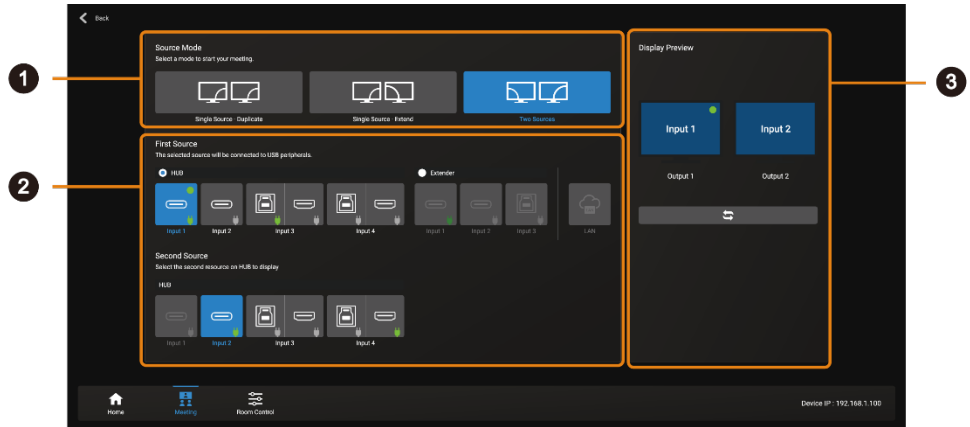 Back
1
Source Mode
Select a mode to start your meeting.
Single Source - Duplicate
Single Source - Extend
Two Sources
2
First Source
The selected source will be connected to USB peripherals.
HUB
Extender
Input 1
Input 2
Input 3
Input 4
Input 1
Input 2
Input 3
LAN
Second Source
Select the second resource on HUB to display
HUB
Input 1
Input 2
Input 3
Input 4
3
Display Preview
Input 1
Input 2
Output 1
Output 2
Home
Meeting
Room Control
Device IP : 192.168.1.100